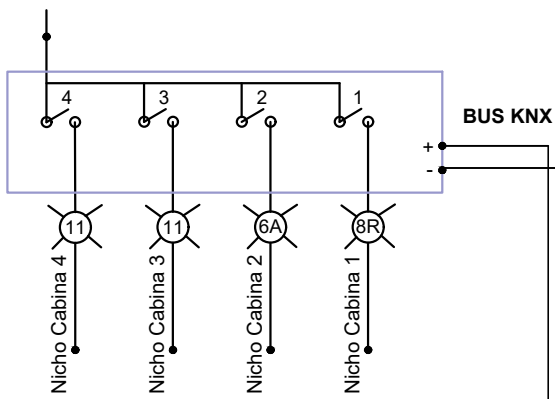 4
3
2
1
BUS KNX
+
-
11
11
6A
8R
Nicho Cabina 4
Nicho Cabina 3
Nicho Cabina 2
Nicho Cabina 1